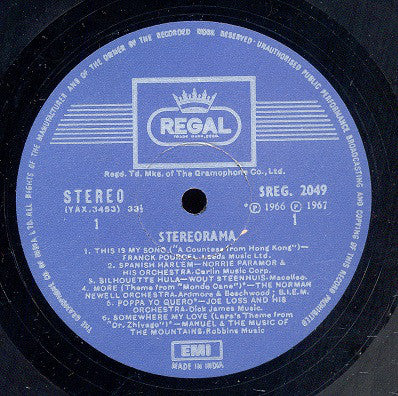 ALL RIGHTS OF THE MANUFACTURER AND OF THE OWNER OF THE RECORDED WORK RESERVED-UNAUTHORISED PUBLIC PERFORMANCE BROADCASTING AND COPYING OF THIS RECORD PROHIBITED
REGAL
TRADE MARK
Regd. Td. Mks. of The Gramophone Co., Ltd.
STEREO
(YAX.3453) 33⅓
1
SREG. 2049
*Ⓟ 1966 Ⓟ 1967
1
STEREORAMA
1. THIS IS MY SONG ("A Countess from Hong Kong")—
FRANCK POURCEL. Leeds Music Ltd.
2. SPANISH HARLEM—NORRIE PARAMOR &
HIS ORCHESTRA. Carlin Music Corp.
3. SILHOUETTE HULA—WOUT STEENHUIS—
4. MORE (Theme from "Mondo Cane")*—THE NORMAN
NEWELL ORCHESTRA. Ardmore & Beechwood; B.I.E.M.
5. POPPA YO QUERO*—JOE LOSS AND HIS
ORCHESTRA. Dick James Music.
6. SOMEWHERE MY LOVE (Lara's Theme from
"Dr. Zhivago")*—MANUEL & THE MUSIC OF
THE MOUNTAINS. Robbins Music
EMI
MADE IN INDIA
THE GRAMOPHONE CO. OF INDIA LTD.